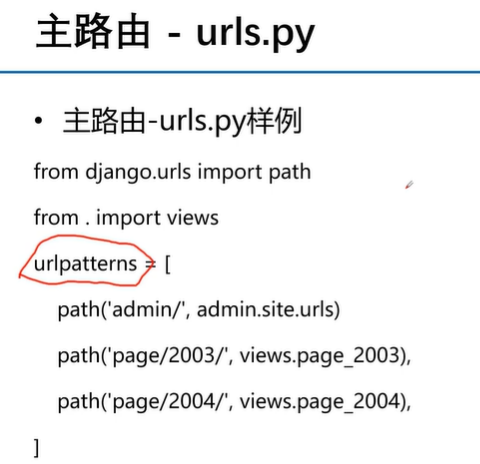 主路由 - urls.py
• 主路由-urls.py样例
from django.urls import path
from . import views
urlpatterns = [
path('admin/', admin.site.urls)
path('page/2003/', views.page_2003),
path('page/2004/', views.page_2004),
]